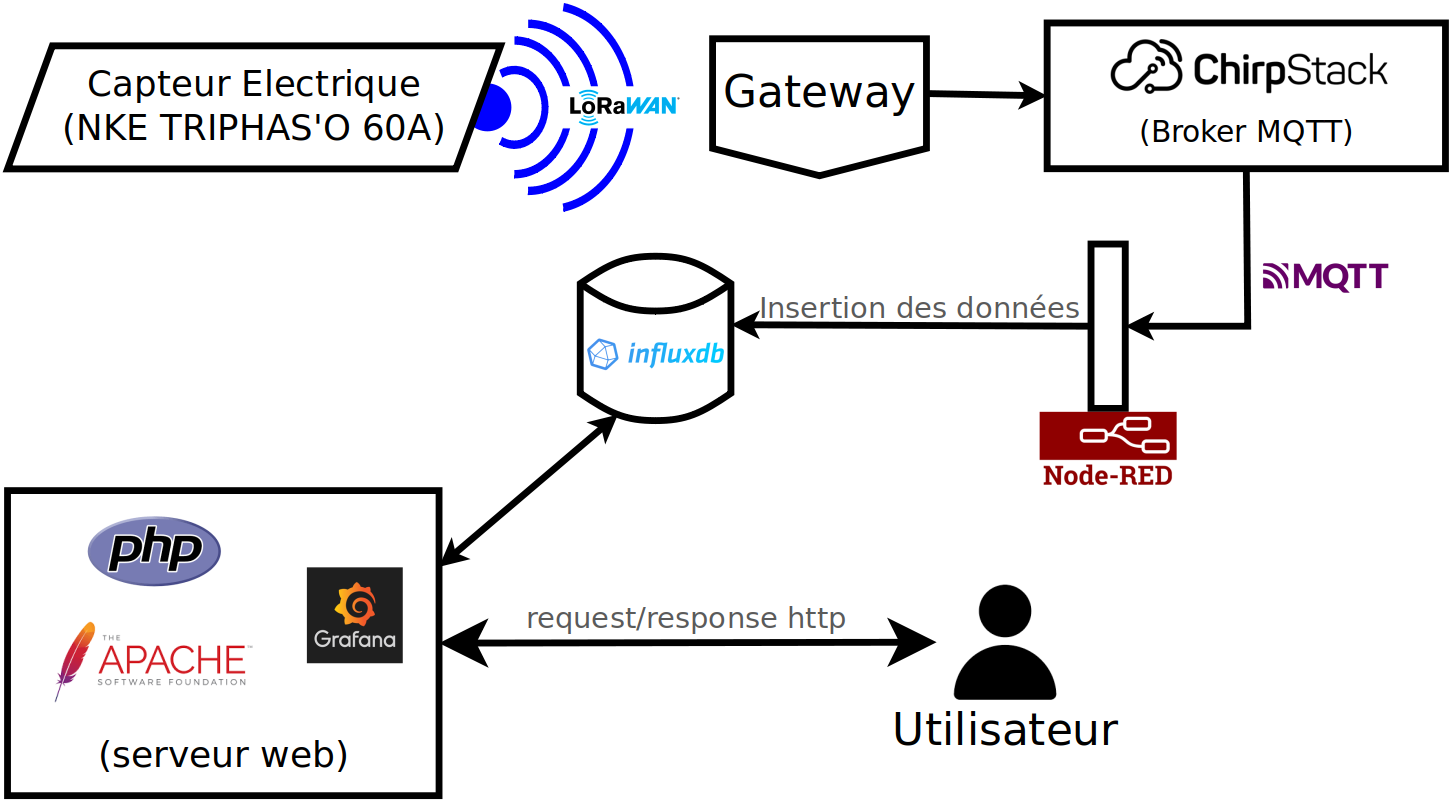 Capteur Electrique
(NKE TRIPHAS'O 60A)
LoRaWAN
Gateway
ChirpStack
(Broker MQTT)
MQTT
Insertion des données
influxdb
Node-RED
php
Grafana
THE
APACHE
SOFTWARE FOUNDATION
(serveur web)
request/response http
Utilisateur